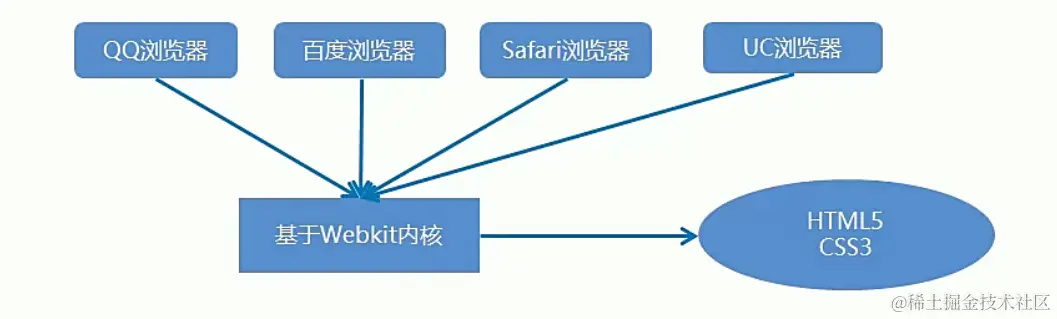 QQ浏览器
百度浏览器
Safari浏览器
UC浏览器
基于Webkit内核
HTML5
CSS3
@稀土掘金技术社区